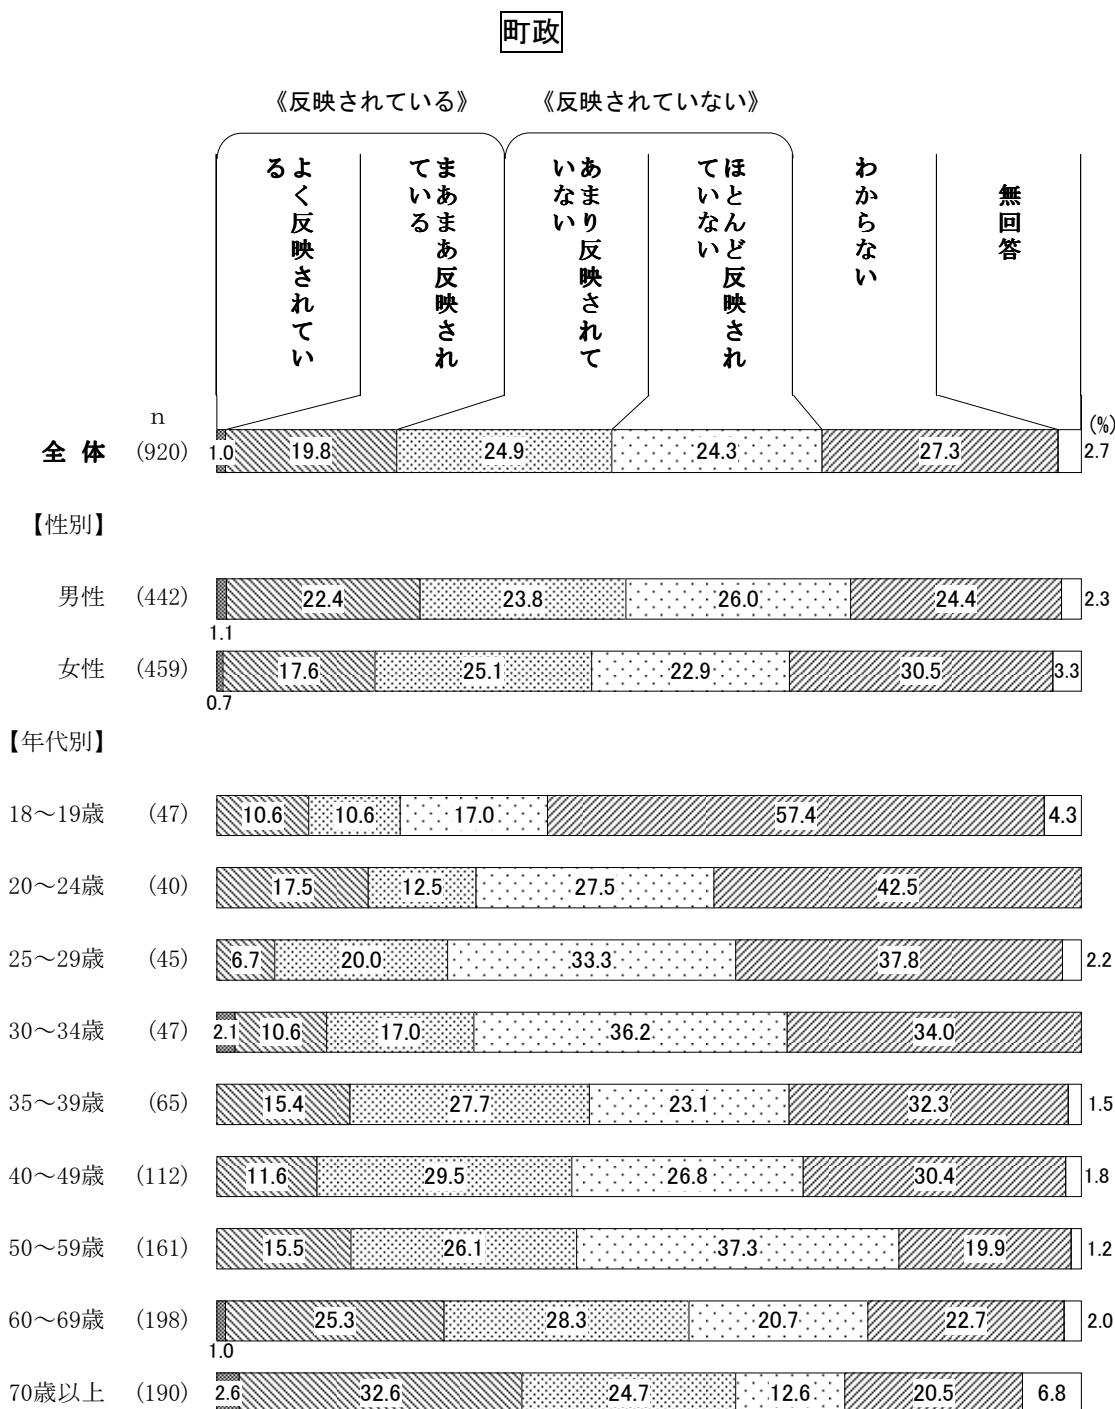 町政
《反映されている》 《反映されていない》
よく反映されている
まあまあ反映されている
あまり反映されていない
ほとんど反映されていない
わからない
無回答
n
(%)
全 体 (920) 1.0 19.8 24.9 24.3 27.3 2.7
【性別】
男性 (442) 1.1 22.4 23.8 26.0 24.4 2.3
女性 (459) 0.7 17.6 25.1 22.9 30.5 3.3
【年代別】
18～19歳 (47) 10.6 10.6 17.0 57.4 4.3
20～24歳 (40) 17.5 12.5 27.5 42.5
25～29歳 (45) 6.7 20.0 33.3 37.8 2.2
30～34歳 (47) 2.1 10.6 17.0 36.2 34.0
35～39歳 (65) 15.4 27.7 23.1 32.3 1.5
40～49歳 (112) 11.6 29.5 26.8 30.4 1.8
50～59歳 (161) 15.5 26.1 37.3 19.9 1.2
60～69歳 (198) 1.0 25.3 28.3 20.7 22.7 2.0
70歳以上 (190) 2.6 32.6 24.7 12.6 20.5 6.8